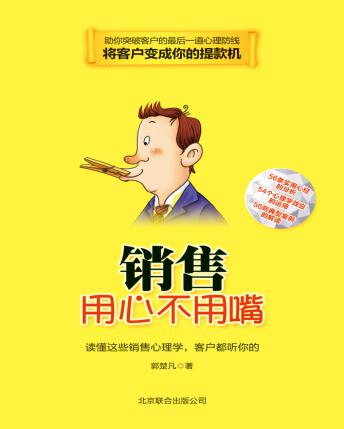 助你突破客户的最后一道心理防线
将客户变成你的提款机
56条实用心经
的分析
54个心理学效应
的运用
56则典型案例
的解读
销售
用心不用嘴
读懂这些销售心理学，客户都听你的
郭楚凡◎著
北京联合出版公司